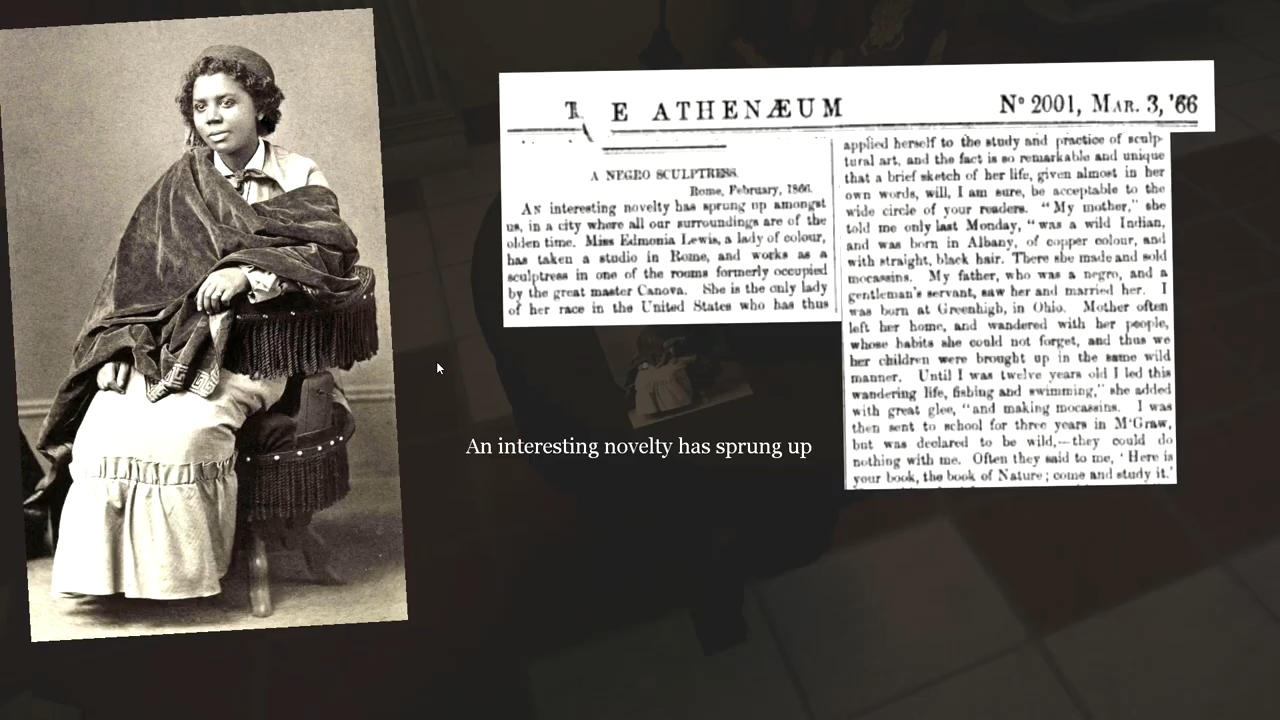 T E ATHENÆUM
Nº 2001, MAR. 3, '66
A NEGRO SCULPTRESS.
Rome, February, 1866.
AN interesting novelty has sprung up amongst
us, in a city where all our surroundings are of the
olden time. Miss Edmonia Lewis, a lady of colour,
has taken a studio in Rome, and works as a
sculptress in one of the rooms formerly occupied
by the great master Canova. She is the only lady
of her race in the United States who has thus
applied herself to the study and practice of sculp-
tural art, and the fact is so remarkable and unique
that a brief sketch of her life, given almost in her
own words, will, I am sure, be acceptable to the
wide circle of your readers. "My mother," she
told me only last Monday, "was a wild Indian,
and was born in Albany, of copper colour, and
with straight, black hair. There she made and sold
mocassins. My father, who was a negro, and a
gentleman's servant, saw her and married her. I
was born at Greenhigh, in Ohio. Mother often
left her home, and wandered with her people,
whose habits she could not forget, and thus we
her children were brought up in the same wild
manner. Until I was twelve years old I led this
wandering life, fishing and swimming," she added
with great glee, "and making mocassins. I was
then sent to school for three years in M'Graw,
but was declared to be wild,—they could do
nothing with me. Often they said to me, 'Here is
your book, the book of Nature; come and study it.'
An interesting novelty has sprung up